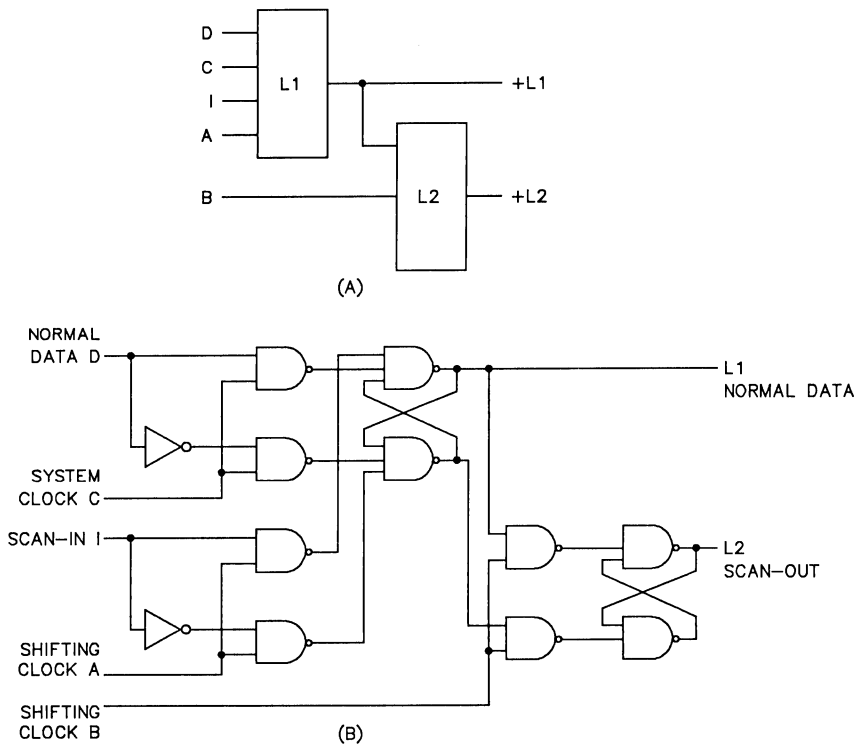 D
C
L1
+L1
I
A
B
L2
+L2
(A)
NORMAL
DATA D
L1
NORMAL DATA
SYSTEM
CLOCK C
SCAN-IN I
L2
SCAN-OUT
SHIFTING
CLOCK A
SHIFTING
CLOCK B
(B)